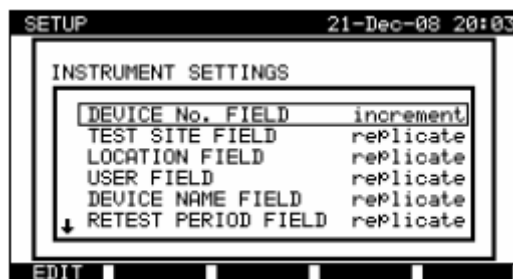 SETUP 21-Dec-08 20:03
INSTRUMENT SETTINGS
DEVICE No. FIELD increment
TEST SITE FIELD replicate
LOCATION FIELD replicate
USER FIELD replicate
DEVICE NAME FIELD replicate
RETEST PERIOD FIELD replicate
EDIT